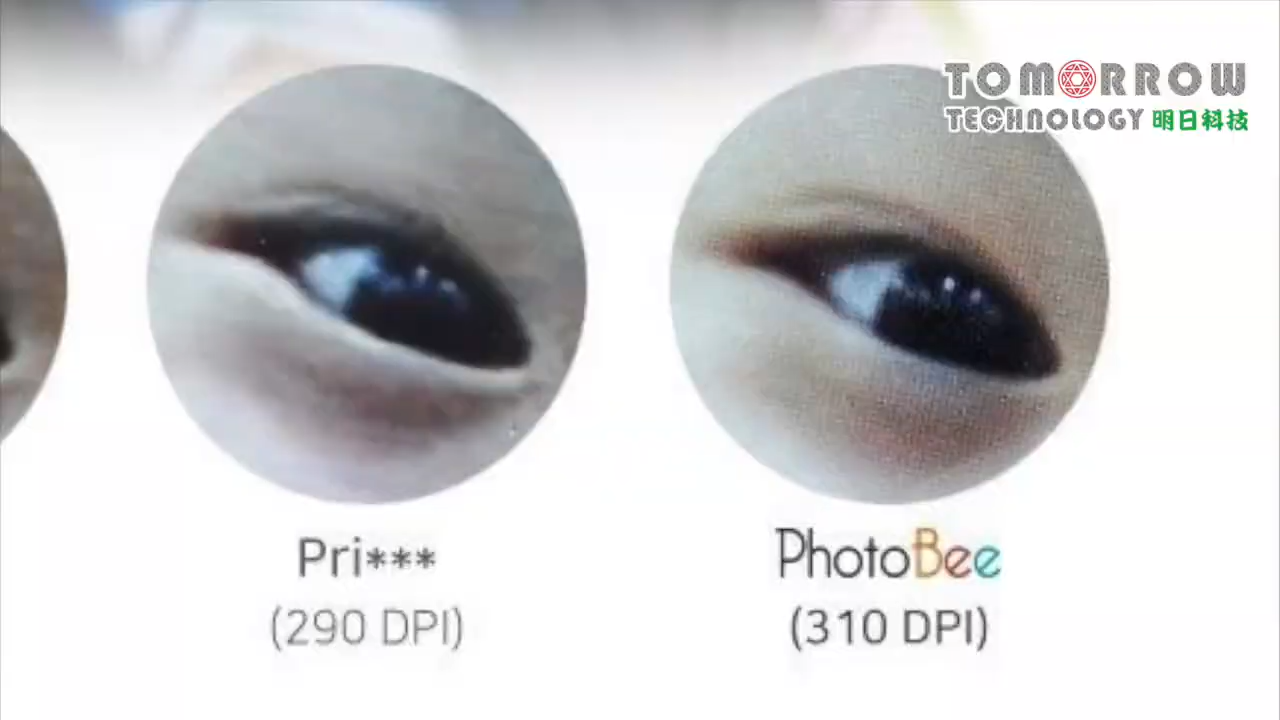 TOMORROW
TECHNOLOGY 明日科技
Pri***
(290 DPI)
PhotoBee
(310 DPI)